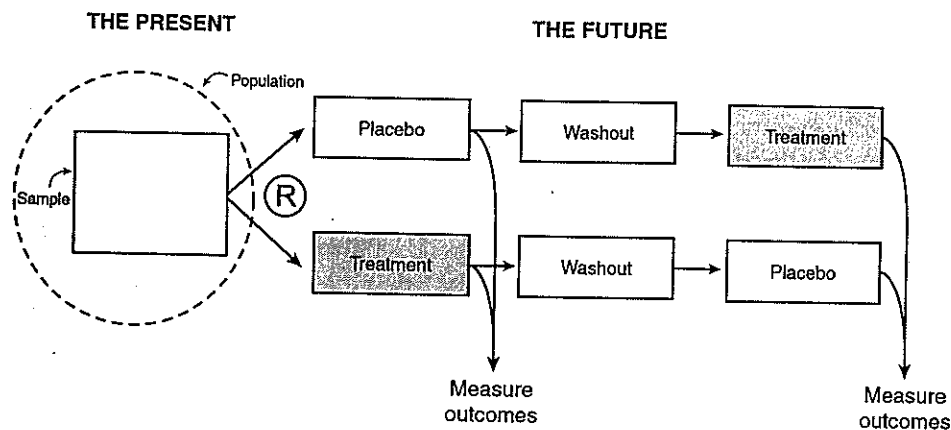 THE PRESENT
THE FUTURE
Population
Sample
R
Placebo
Washout
Treatment
Treatment
Washout
Placebo
Measure
outcomes
Measure
outcomes